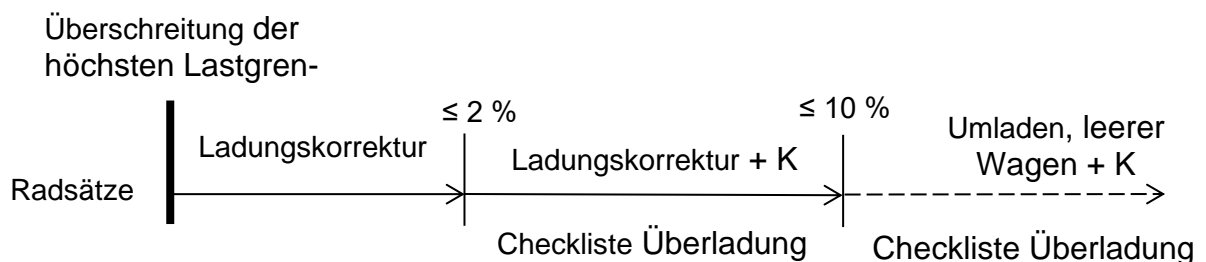 Überschreitung der
höchsten Lastgren-
≤ 2 %
≤ 10 %
Ladungskorrektur
Ladungskorrektur + K
Umladen, leerer
Wagen + K
Radsätze
Checkliste Überladung
Checkliste Überladung